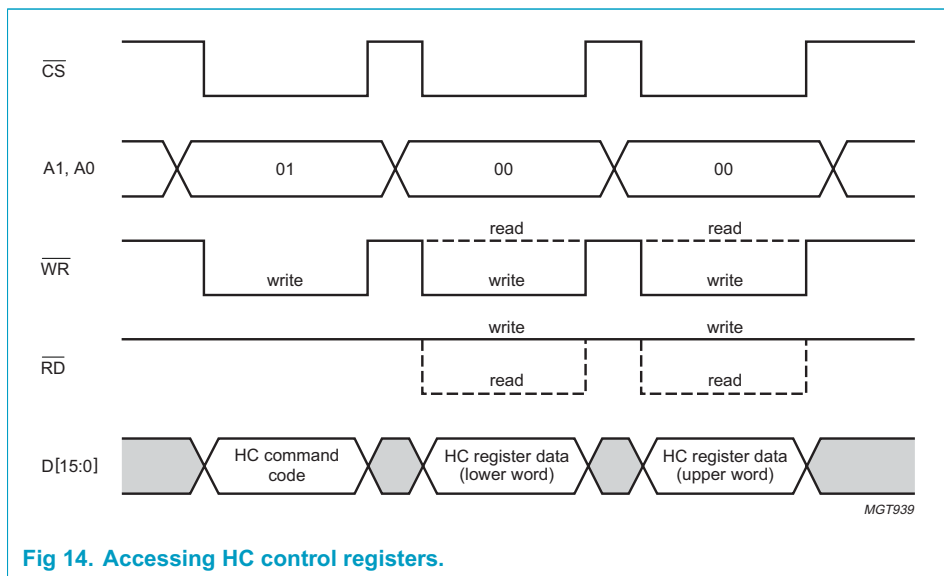 CS
A1, A0 01 00 00
read read
WR write write write
write write
RD read read
D[15:0] HC command code HC register data (lower word) HC register data (upper word)
MGT939
Fig 14. Accessing HC control registers.